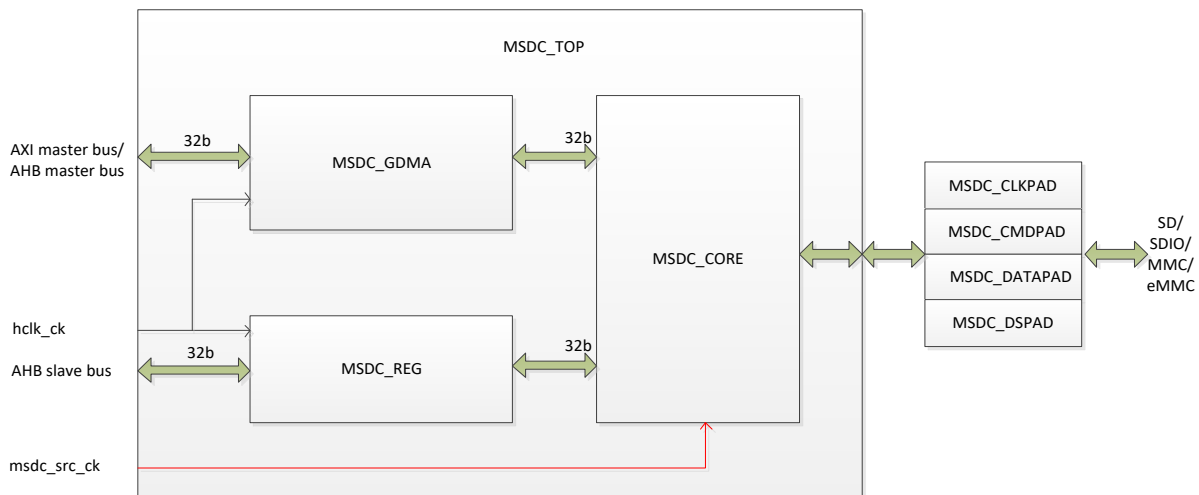 MSDC_TOP
32b
32b
AXI master bus/
AHB master bus
MSDC_GDMA
MSDC_CLKPAD
MSDC_CMDPAD
MSDC_DATAPAD
MSDC_DSPAD
SD/
SDIO/
MMC/
eMMC
MSDC_CORE
hclk_ck
32b
32b
AHB slave bus
MSDC_REG
msdc_src_ck